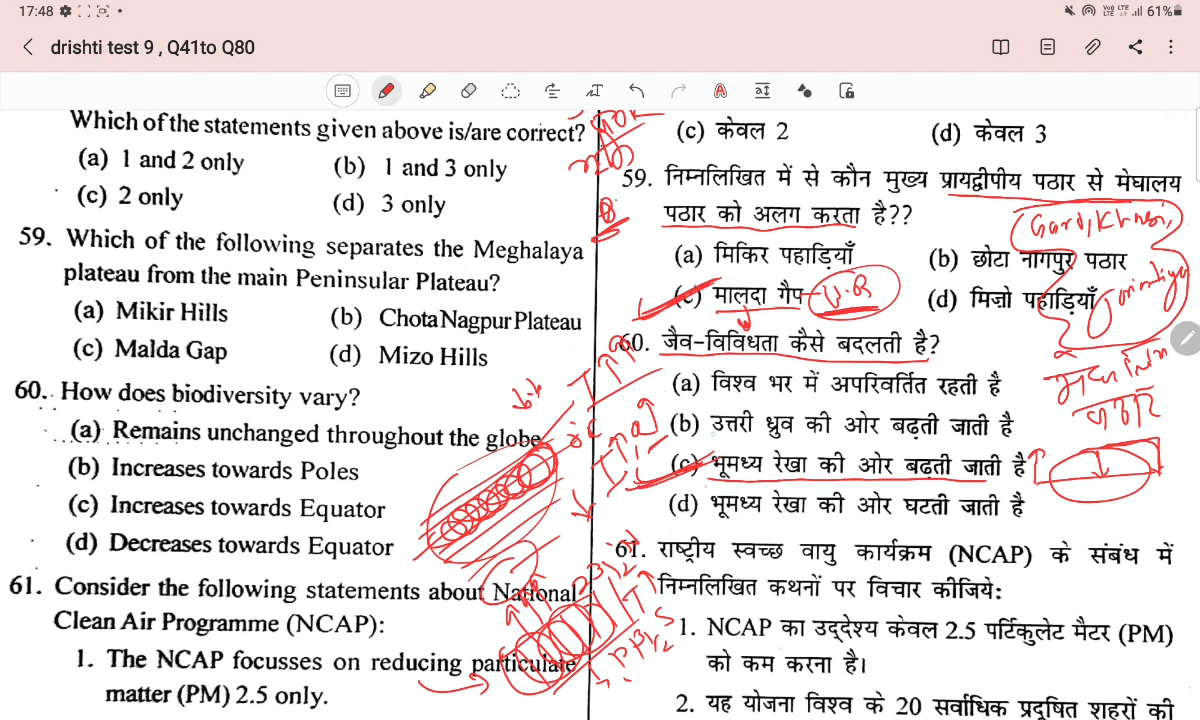 17:48
Vo) LTE LTE 61%
drishti test 9 , Q41to Q80
Which of the statements given above is/are correct?
(a) 1 and 2 only (b) 1 and 3 only
(c) 2 only (d) 3 only
59. Which of the following separates the Meghalaya
plateau from the main Peninsular Plateau?
(a) Mikir Hills (b) Chota Nagpur Plateau
(c) Malda Gap (d) Mizo Hills
60. How does biodiversity vary?
(a) Remains unchanged throughout the globe
(b) Increases towards Poles
(c) Increases towards Equator
(d) Decreases towards Equator
61. Consider the following statements about National
Clean Air Programme (NCAP):
1. The NCAP focusses on reducing particulate
matter (PM) 2.5 only.
(c) केवल 2 (d) केवल 3
59. निम्नलिखित में से कौन मुख्य प्रायद्वीपीय पठार से मेघालय
पठार को अलग करता है??
Garo, Khasi,
(a) मिकिर पहाड़ियाँ (b) छोटा नागपुर पठार
(c) मालदा गैप (d) मिजो पहाड़ियाँ
60. जैव-विविधता कैसे बदलती है?
(a) विश्व भर में अपरिवर्तित रहती है
(b) उत्तरी ध्रुव की ओर बढ़ती जाती है
(c) भूमध्य रेखा की ओर बढ़ती जाती है
(d) भूमध्य रेखा की ओर घटती जाती है
61. राष्ट्रीय स्वच्छ वायु कार्यक्रम (NCAP) के संबंध में
निम्नलिखित कथनों पर विचार कीजिये:
1. NCAP का उद्देश्य केवल 2.5 पर्टिकुलेट मैटर (PM)
को कम करना है।
2. यह योजना विश्व के 20 सर्वाधिक प्रदूषित शहरों की